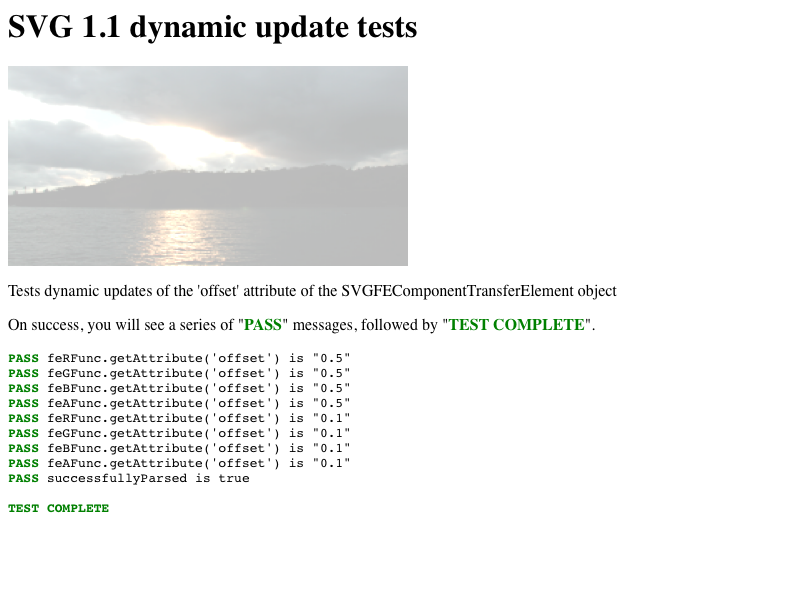 SVG 1.1 dynamic update tests
Tests dynamic updates of the 'offset' attribute of the SVGFEComponentTransferElement object
On success, you will see a series of "PASS" messages, followed by "TEST COMPLETE".
PASS feRFunc.getAttribute('offset') is "0.5"
PASS feGFunc.getAttribute('offset') is "0.5"
PASS feBFunc.getAttribute('offset') is "0.5"
PASS feAFunc.getAttribute('offset') is "0.5"
PASS feRFunc.getAttribute('offset') is "0.1"
PASS feGFunc.getAttribute('offset') is "0.1"
PASS feBFunc.getAttribute('offset') is "0.1"
PASS feAFunc.getAttribute('offset') is "0.1"
PASS successfullyParsed is true
TEST COMPLETE